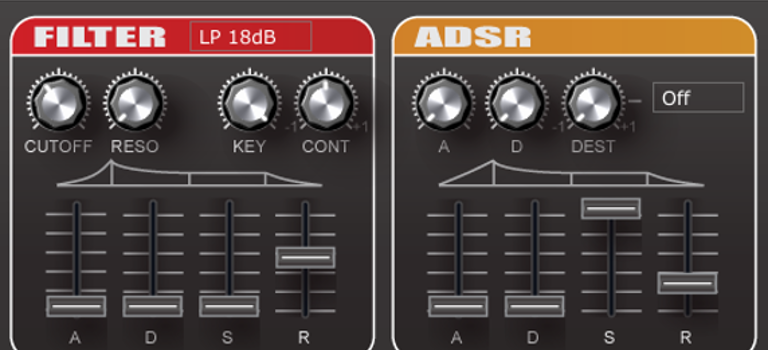 FILTER LP 18dB
CUTOFF RESO KEY -1 CONT +1
A D S R
ADSR
Off
A D -1 DEST +1
A D S R